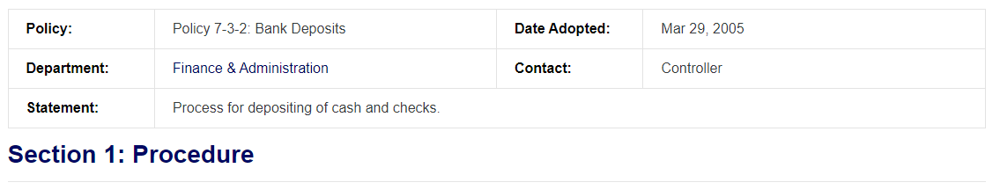 Policy: Policy 7-3-2: Bank Deposits Date Adopted: Mar 29, 2005
Department: Finance & Administration Contact: Controller
Statement: Process for depositing of cash and checks.
Section 1: Procedure